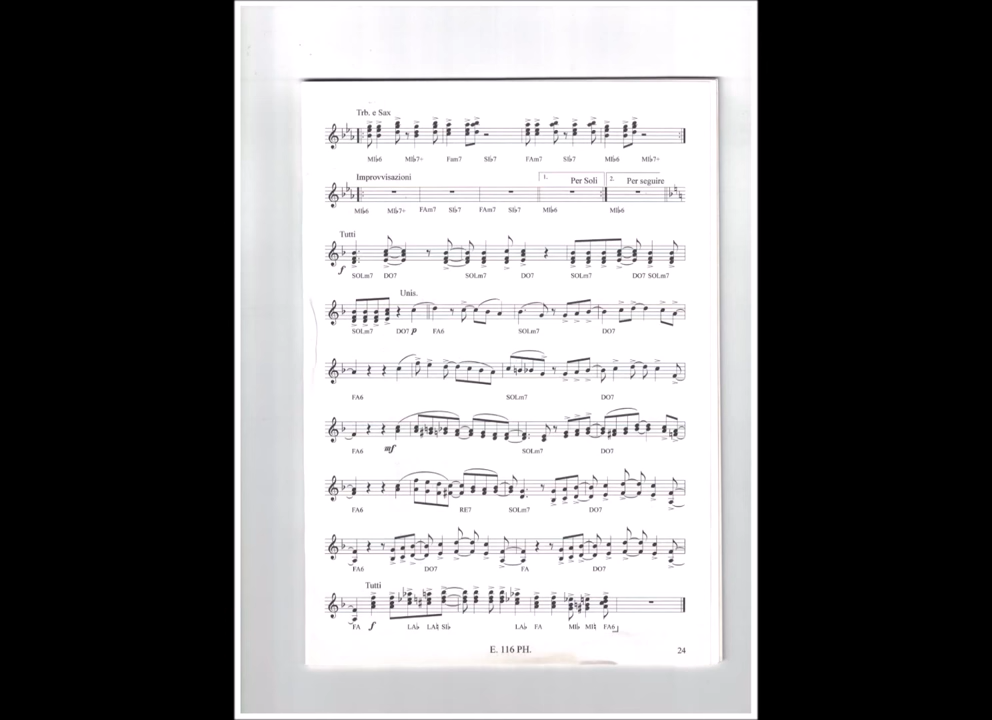 Trb. e Sax
MI♭6 MI♭7+ Fam7 SI♭7 FAm7 SI♭7 MI♭6 MI♭7+
Improvvisazioni 1. Per Soli 2. Per seguire
MI♭6 MI♭7+ FAm7 SI♭7 FAm7 SI♭7 MI♭6 MI♭6
Tutti
f SOLm7 DO7 SOLm7 DO7 SOLm7 DO7 SOLm7
Unis.
SOLm7 DO7 p FA6 SOLm7 DO7
FA6 SOLm7 DO7
FA6 mf SOLm7 DO7
FA6 RE7 SOLm7 DO7
FA6 DO7 FA DO7
Tutti
FA f LA♭ LA♮ SI♭ LA♭ FA MI♭ MI♮ FA6
E. 116 PH. 24